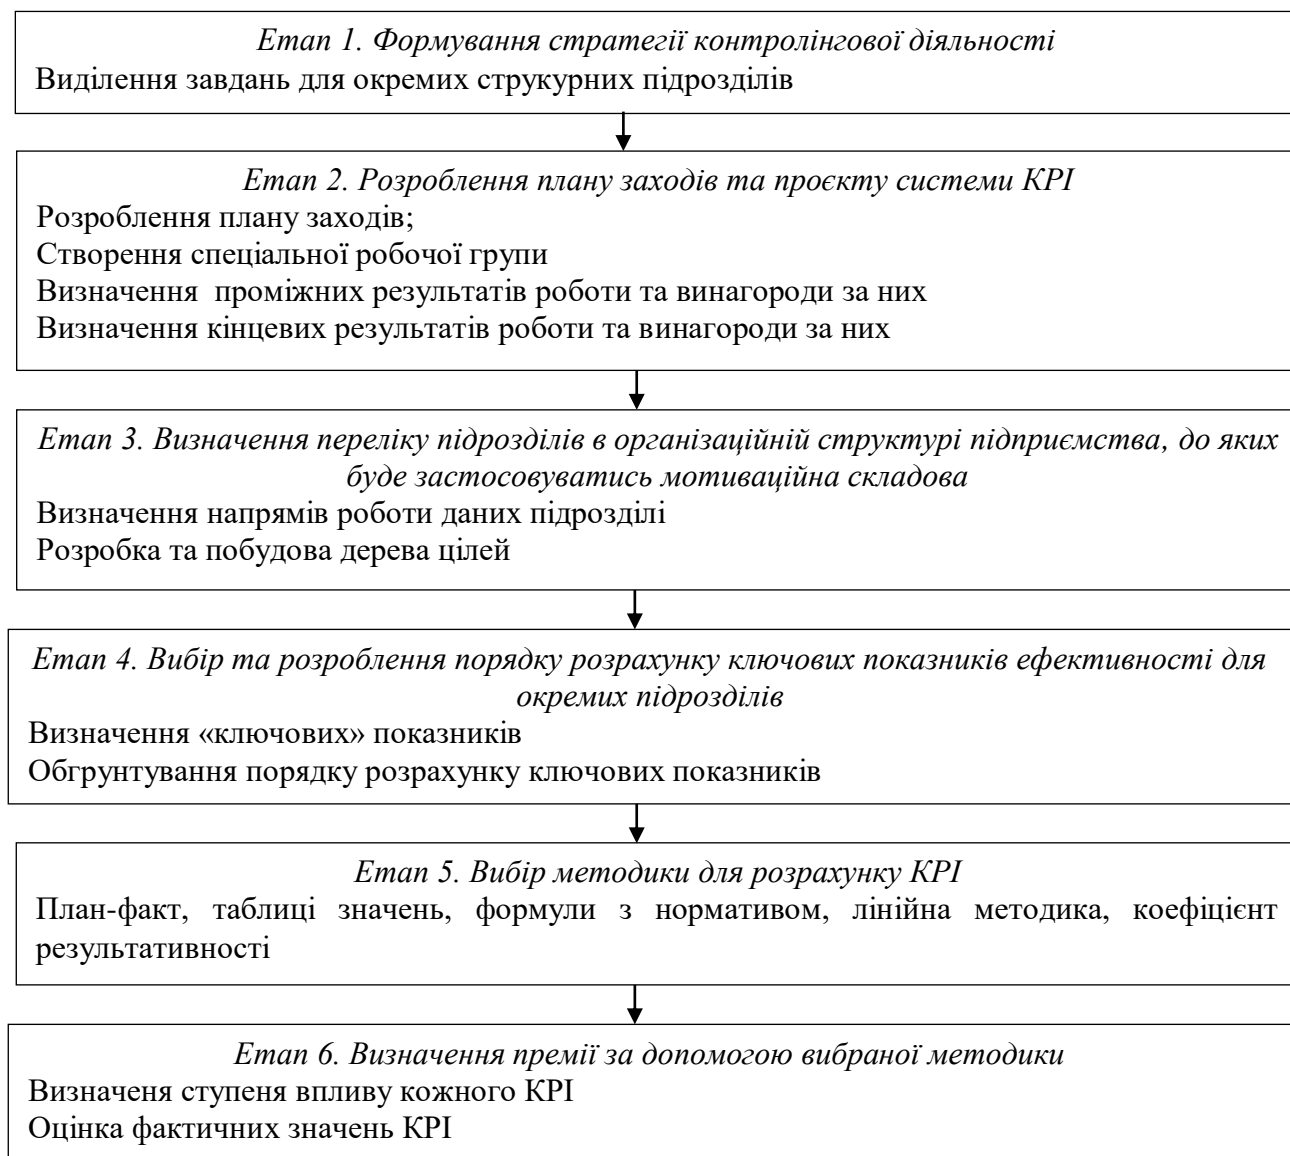 Етап 1. Формування стратегії контролінгової діяльності
Виділення завдань для окремих структурних підрозділів
Етап 2. Розроблення плану заходів та проєкту системи КРІ
Розроблення плану заходів;
Створення спеціальної робочої групи
Визначення  проміжних результатів роботи та винагороди за них
Визначення кінцевих результатів роботи та винагороди за них
Етап 3. Визначення переліку підрозділів в організаційній структурі підприємства, до яких
буде застосовуватись мотиваційна складова
Визначення напрямів роботи даних підрозділі
Розробка та побудова дерева цілей
Етап 4. Вибір та розроблення порядку розрахунку ключових показників ефективності для
окремих підрозділів
Визначення «ключових» показників
Обгрунтування порядку розрахунку ключових показників
Етап 5. Вибір методики для розрахунку КРІ
План-факт, таблиці значень, формули з нормативом, лінійна методика, коефіцієнт
результативності
Етап 6. Визначення премії за допомогою вибраної методики
Визначеня ступеня впливу кожного КРІ
Оцінка фактичних значень КРІ